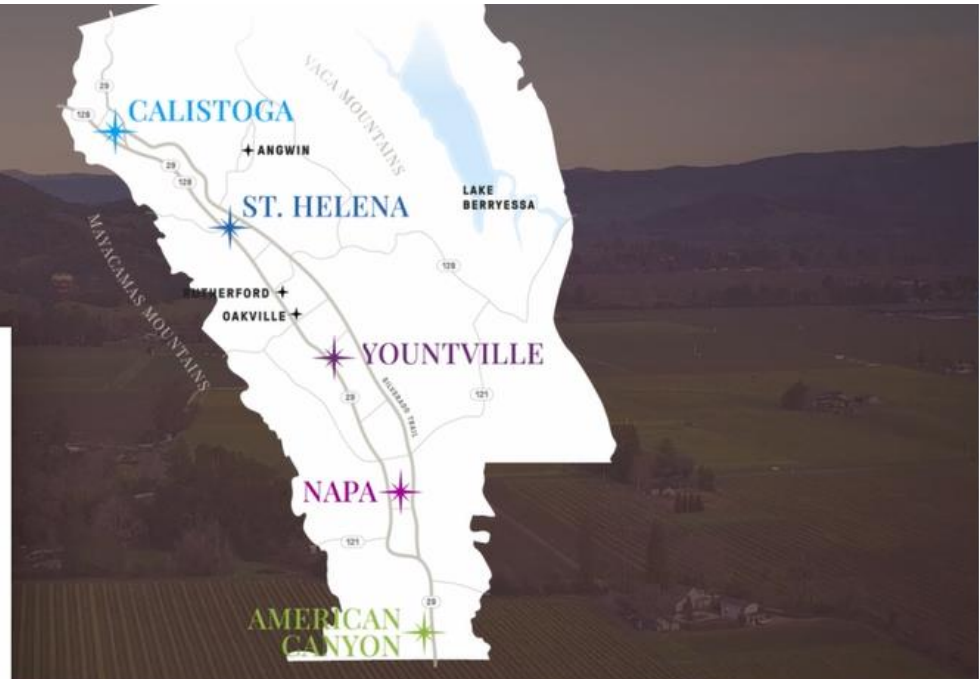 29
128
CALISTOGA
VACA MOUNTAINS
ANGWIN
29
128
LAKE
BERRYESSA
ST. HELENA
MAYACAMAS MOUNTAINS
128
RUTHERFORD
OAKVILLE
YOUNTVILLE
SILVERADO TRAIL
29
121
NAPA
121
29
AMERICAN
CANYON